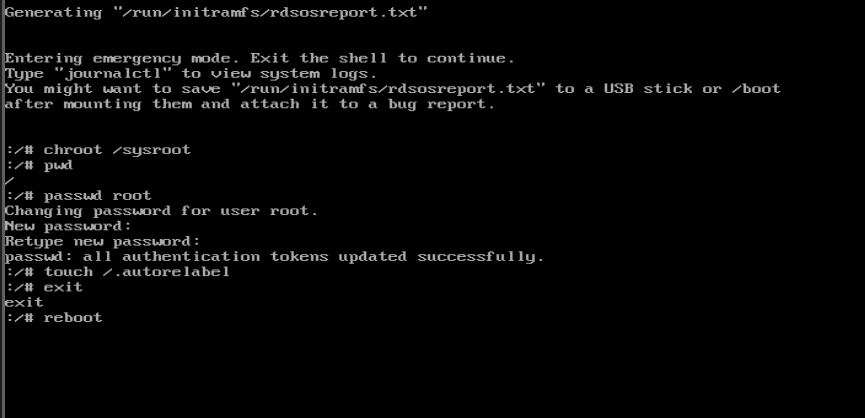 Generating "/run/initramfs/rdsosreport.txt"
Entering emergency mode. Exit the shell to continue.
Type "journalctl" to view system logs.
You might want to save "/run/initramfs/rdsosreport.txt" to a USB stick or /boot
after mounting them and attach it to a bug report.
:/# chroot /sysroot
:/# pwd
/
:/# passwd root
Changing password for user root.
New password:
Retype new password:
passwd: all authentication tokens updated successfully.
:/# touch /.autorelabel
:/# exit
exit
:/# reboot